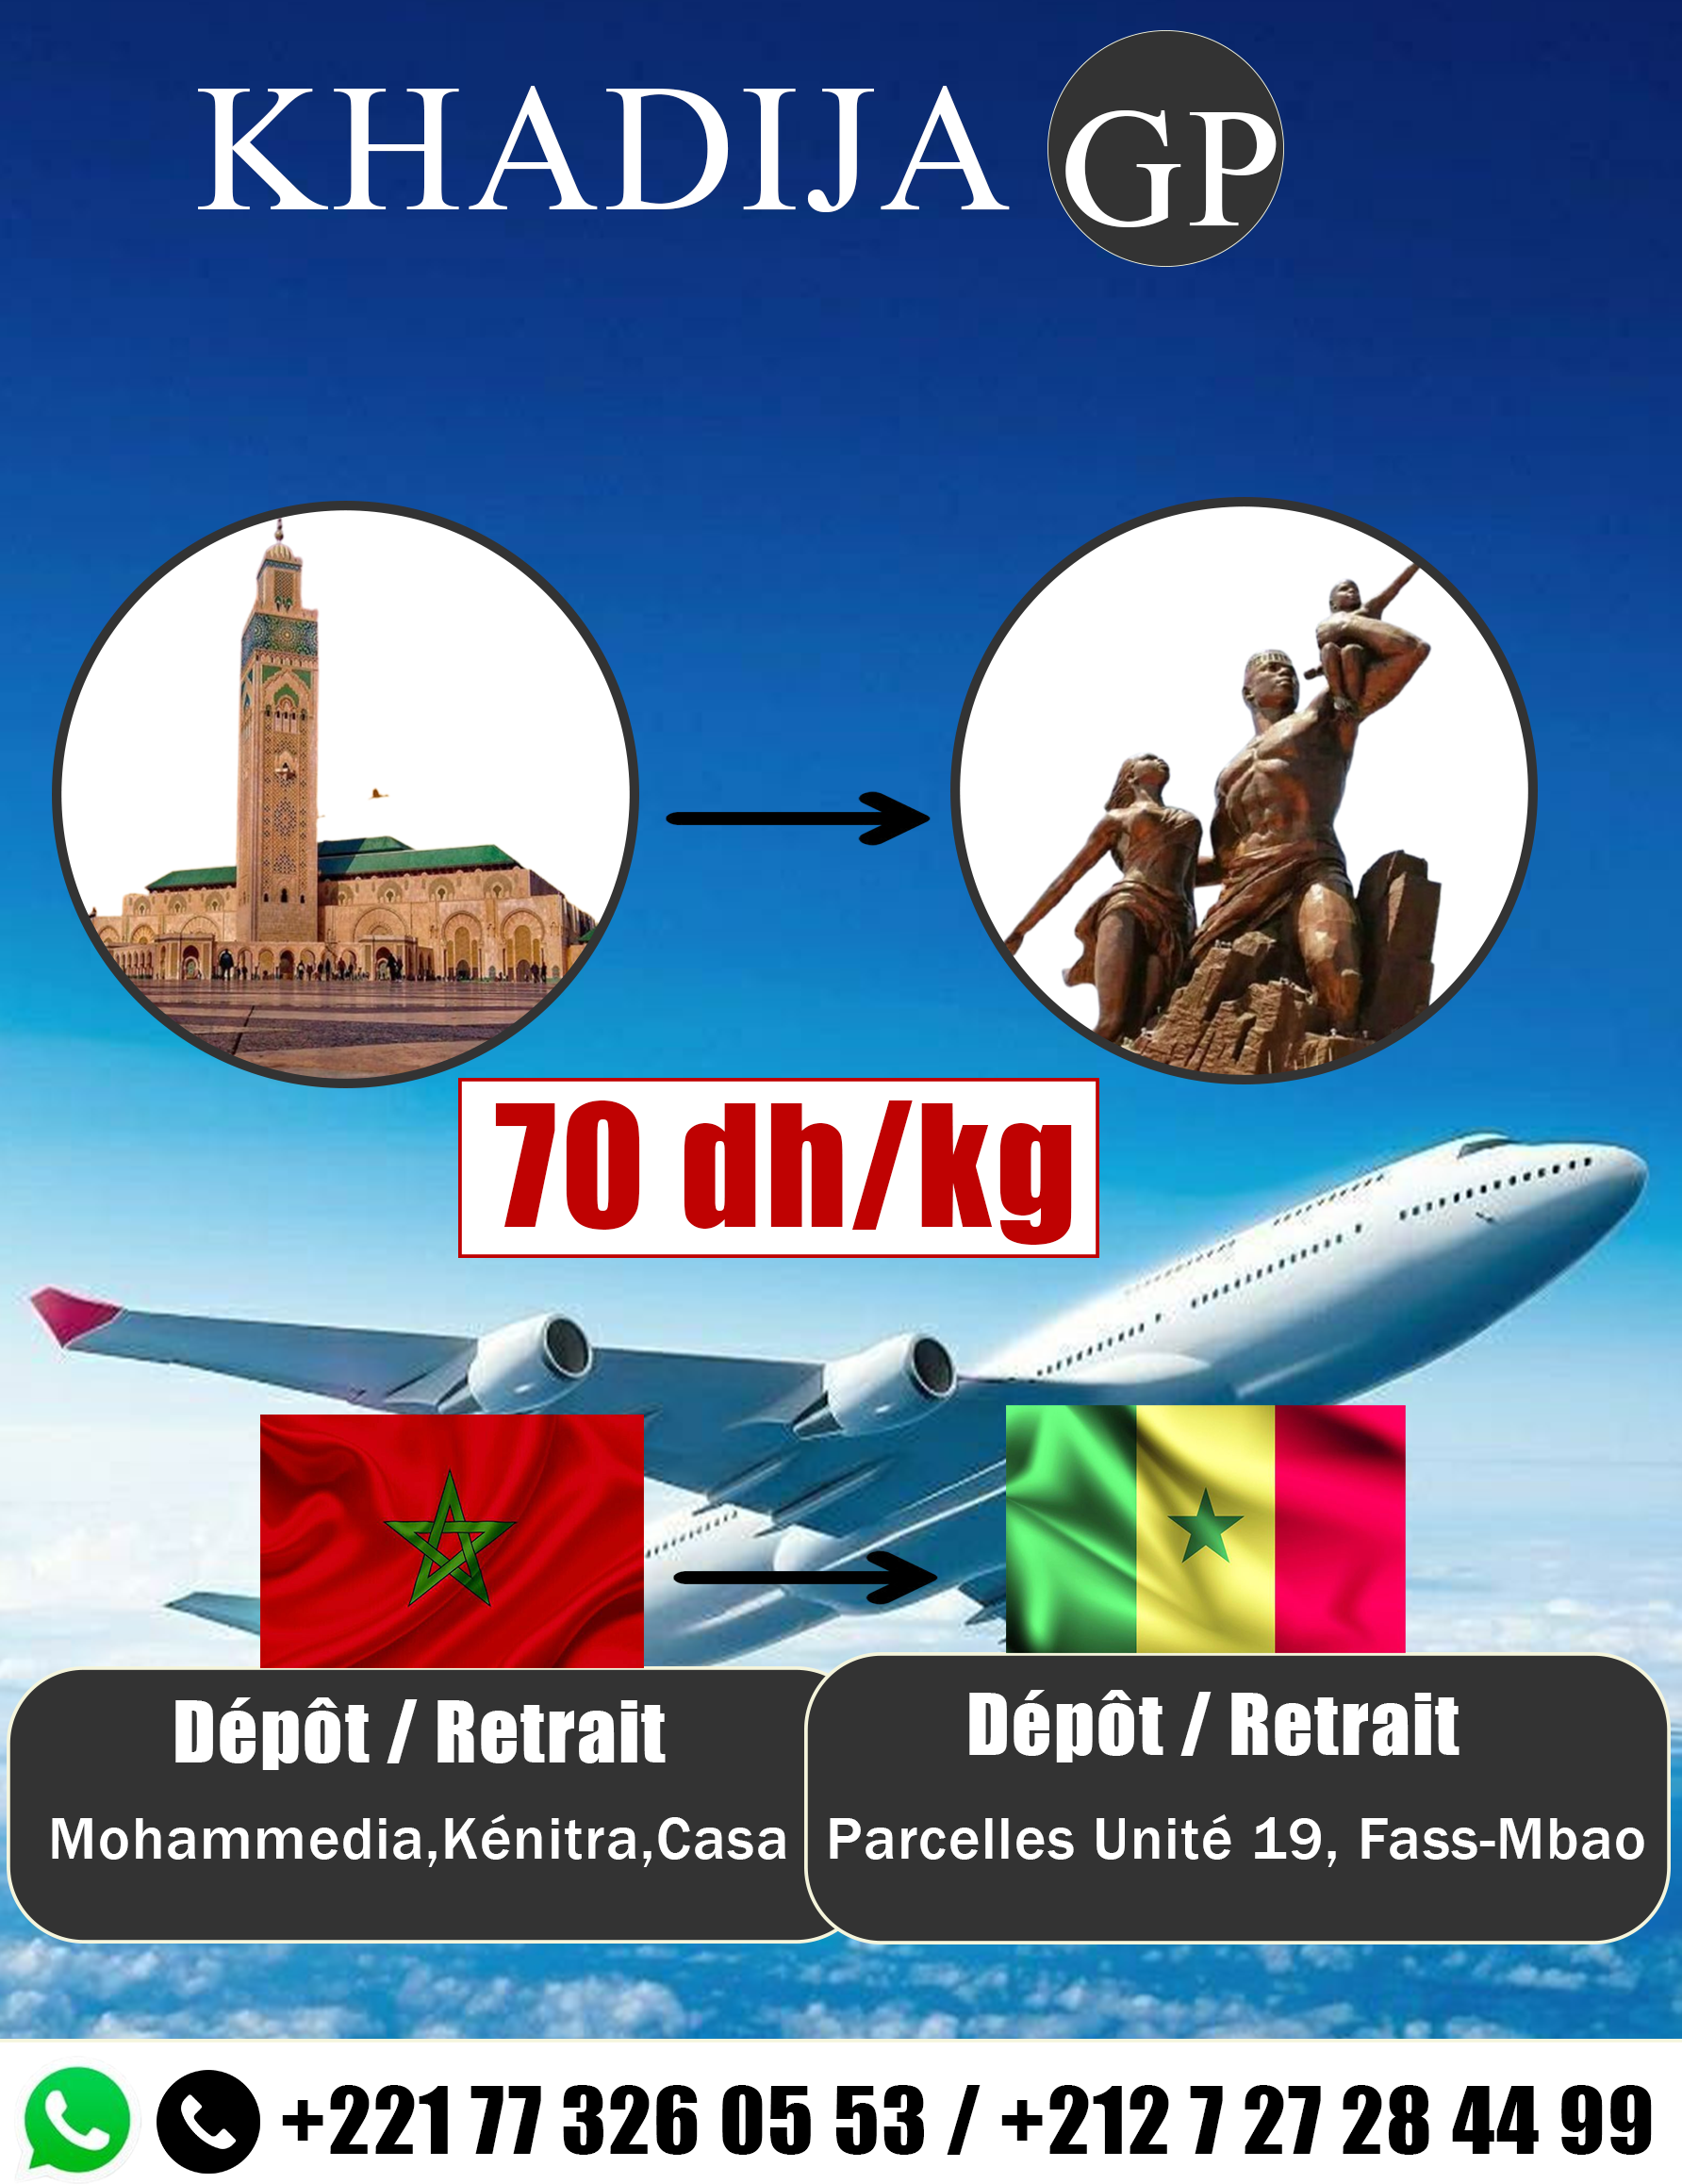 KHADIJA GP
70 dh/kg
Dépôt / Retrait
Mohammedia,Kénitra,Casa
Dépôt / Retrait
Parcelles Unité 19, Fass-Mbao
+221 77 326 05 53 / +212 7 27 28 44 99